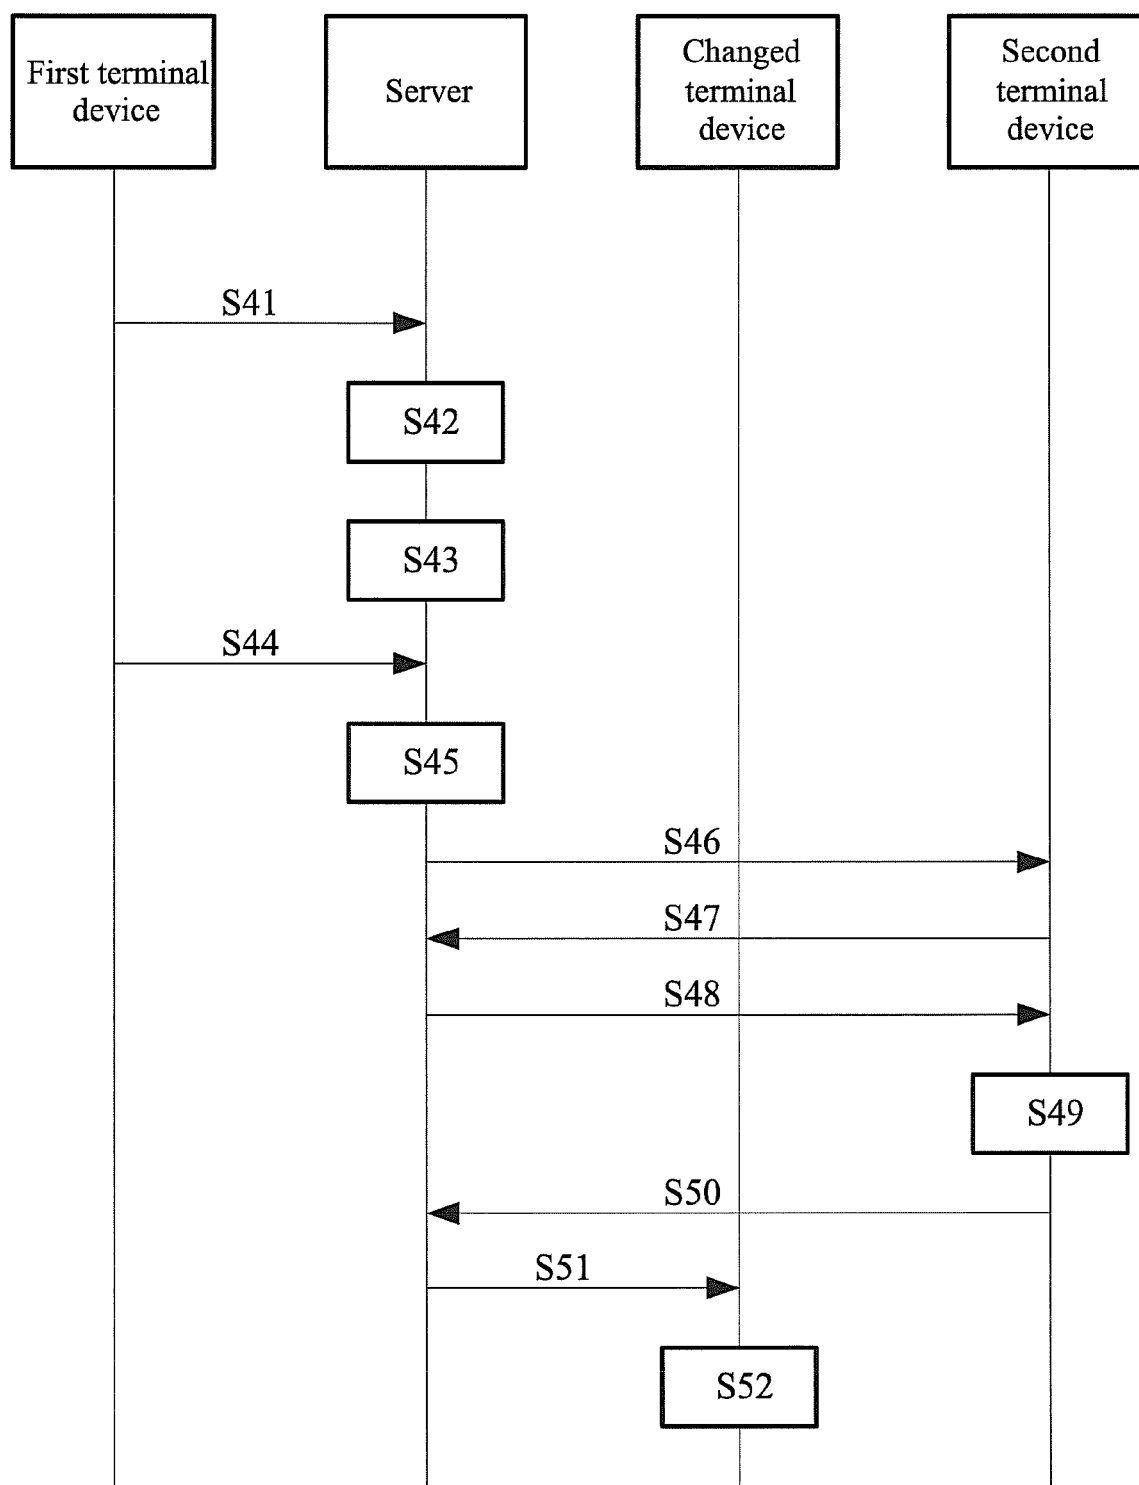 First terminal
device
Server
Changed
terminal
device
Second
terminal
device
S41
S42
S43
S44
S45
S46
S47
S48
S49
S50
S51
S52